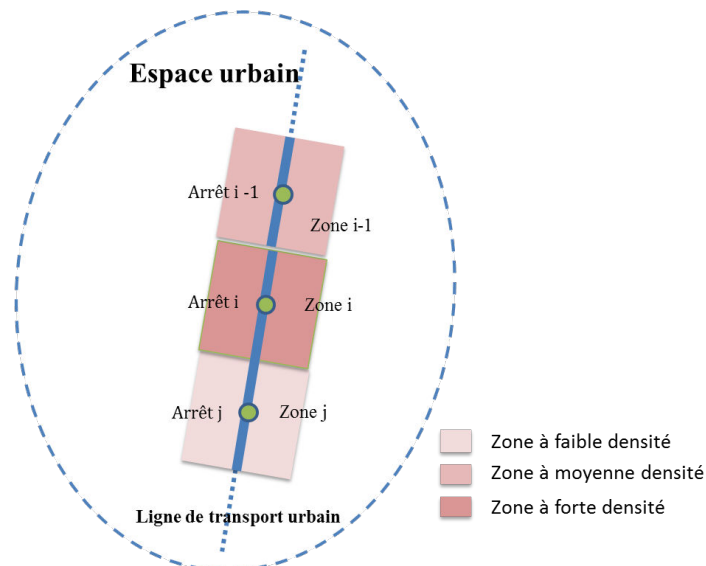 Espace urbain
Arrêt i -1
Zone i-1
Arrêt i
Zone i
Arrêt j
Zone j
Zone à faible densité
Zone à moyenne densité
Zone à forte densité
Ligne de transport urbain